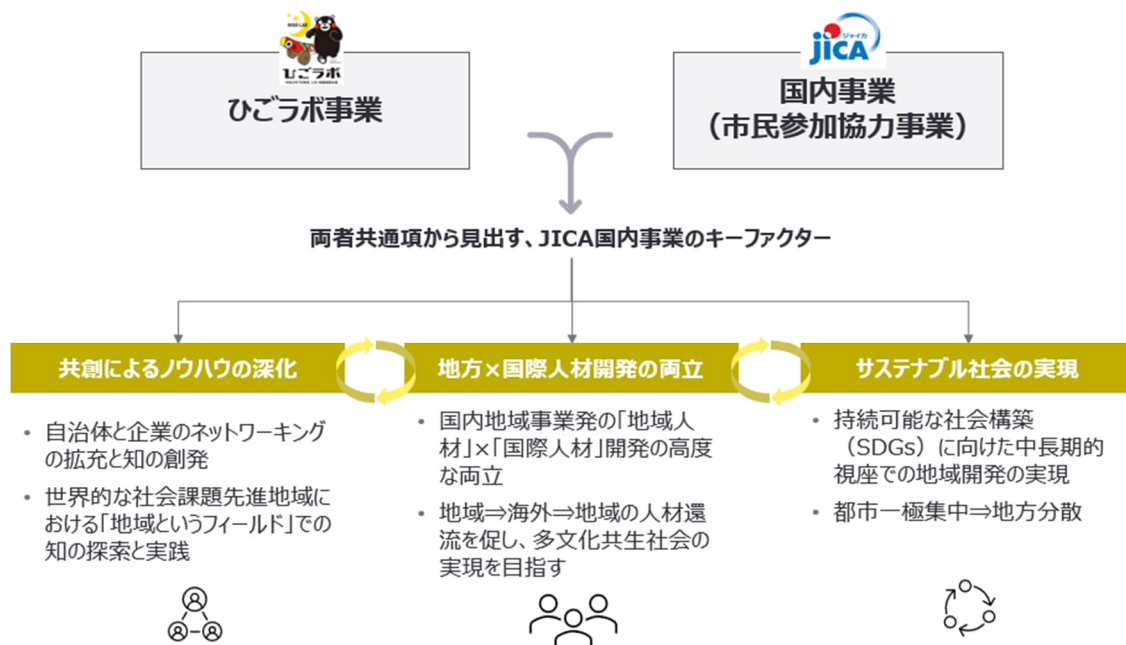 HIGO LAB
ひごラボ
ひごラボ事業
ジャイカ
JICA
国内事業
（市民参加協力事業）
両者共通項から見出す、JICA国内事業のキーファクター
共創によるノウハウの深化
• 自治体と企業のネットワーキング
の拡充と知の創発
• 世界的な社会課題先進地域に
おける「地域というフィールド」での
知の探索と実践
地方×国際人材開発の両立
• 国内地域事業発の「地域人
材」×「国際人材」開発の高度
な両立
• 地域⇒海外⇒地域の人材還
流を促し、多文化共生社会の
実現を目指す
サステナブル社会の実現
• 持続可能な社会構築
（SDGs）に向けた中長期的
視座での地域開発の実現
• 都市一極集中⇒地方分散